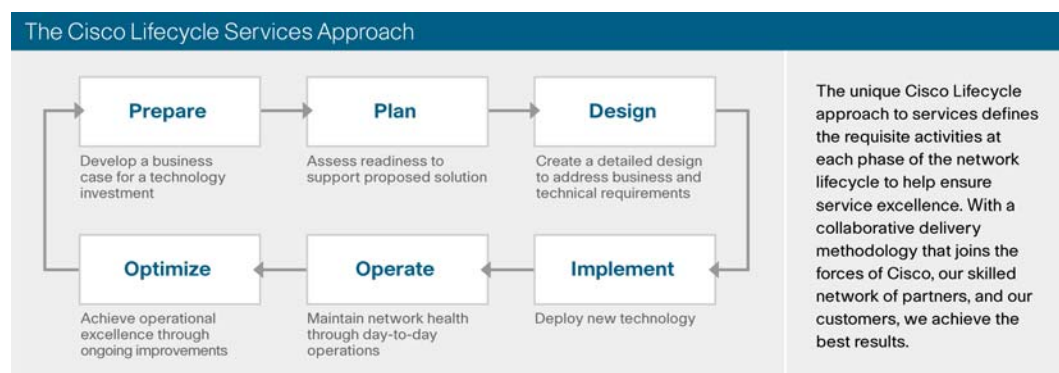 The Cisco Lifecycle Services Approach
Prepare
Develop a business
case for a technology
investment
Plan
Assess readiness to
support proposed solution
Design
Create a detailed design
to address business and
technical requirements
Optimize
Achieve operational
excellence through
ongoing improvements
Operate
Maintain network health
through day-to-day
operations
Implement
Deploy new technology
The unique Cisco Lifecycle
approach to services defines
the requisite activities at
each phase of the network
lifecycle to help ensure
service excellence. With a
collaborative delivery
methodology that joins the
forces of Cisco, our skilled
network of partners, and our
customers, we achieve the
best results.